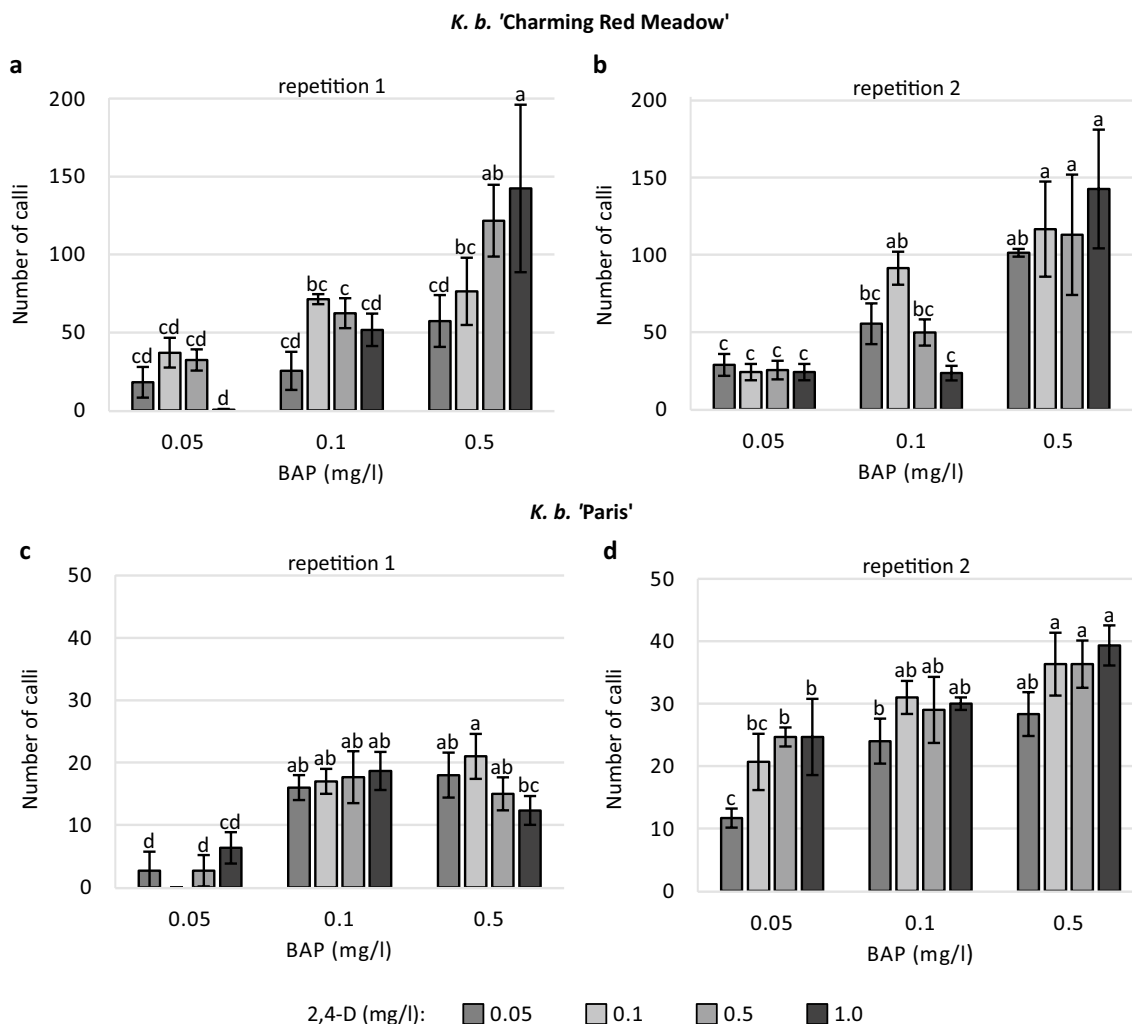 K. b. 'Charming Red Meadow'
a
repetition 1
200
150
100
50
0
Number of calli
cd
cd
cd
d
cd
bc
c
cd
cd
bc
ab
a
0.05
0.1
0.5
BAP (mg/l)
b
repetition 2
200
150
100
50
0
Number of calli
c
c
c
c
bc
ab
bc
c
ab
a
a
a
0.05
0.1
0.5
BAP (mg/l)
K. b. 'Paris'
c
repetition 1
50
40
30
20
10
0
Number of calli
d
d
cd
ab
ab
ab
ab
ab
a
ab
bc
0.05
0.1
0.5
BAP (mg/l)
d
repetition 2
50
40
30
20
10
0
Number of calli
c
bc
b
b
b
ab
ab
ab
ab
a
a
a
0.05
0.1
0.5
BAP (mg/l)
2,4-D (mg/l): 0.05 0.1 0.5 1.0